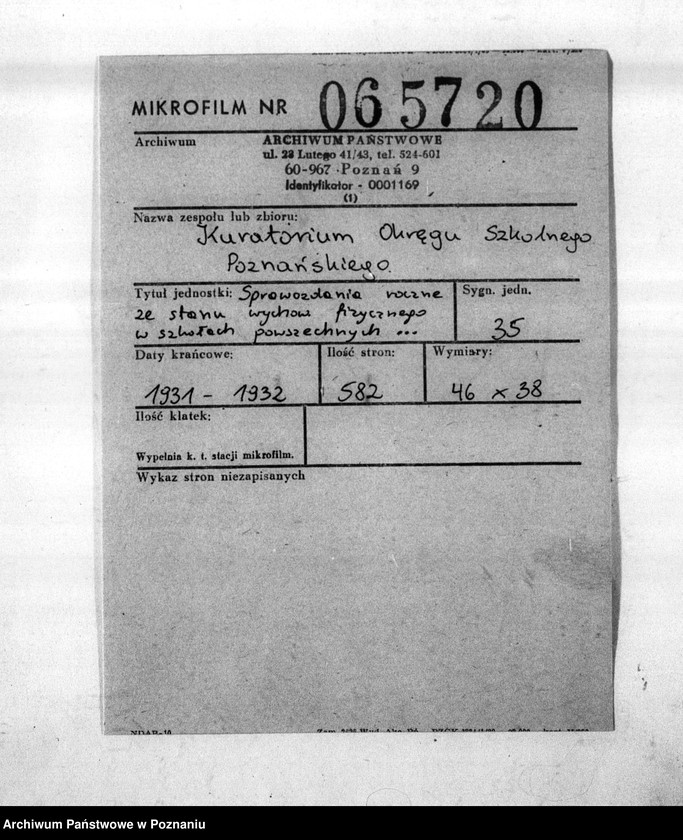 MIKROFILM NR 065720
Archiwum
ARCHIWUM PAŃSTWOWE
ul. 23 Lutego 41/43, tel. 524-601
60-967 Poznań 9
Identyfikator - 0001169
(1)
Nazwa zespołu lub zbioru:
Kuratorium Okręgu Szkolnego
Poznańskiego.
Tytuł jednostki: Sprawozdania roczne
ze stanu wychow fizycznego
w szkołach powszechnych ...
Sygn. jedn.
35
Daty krańcowe:
1931 - 1932
Ilość stron:
582
Wymiary:
46 x 38
Ilość klatek:
Wypełnia k. t. stacji mikrofilm.
Wykaz stron niezapisanych
Archiwum Państwowe w Poznaniu